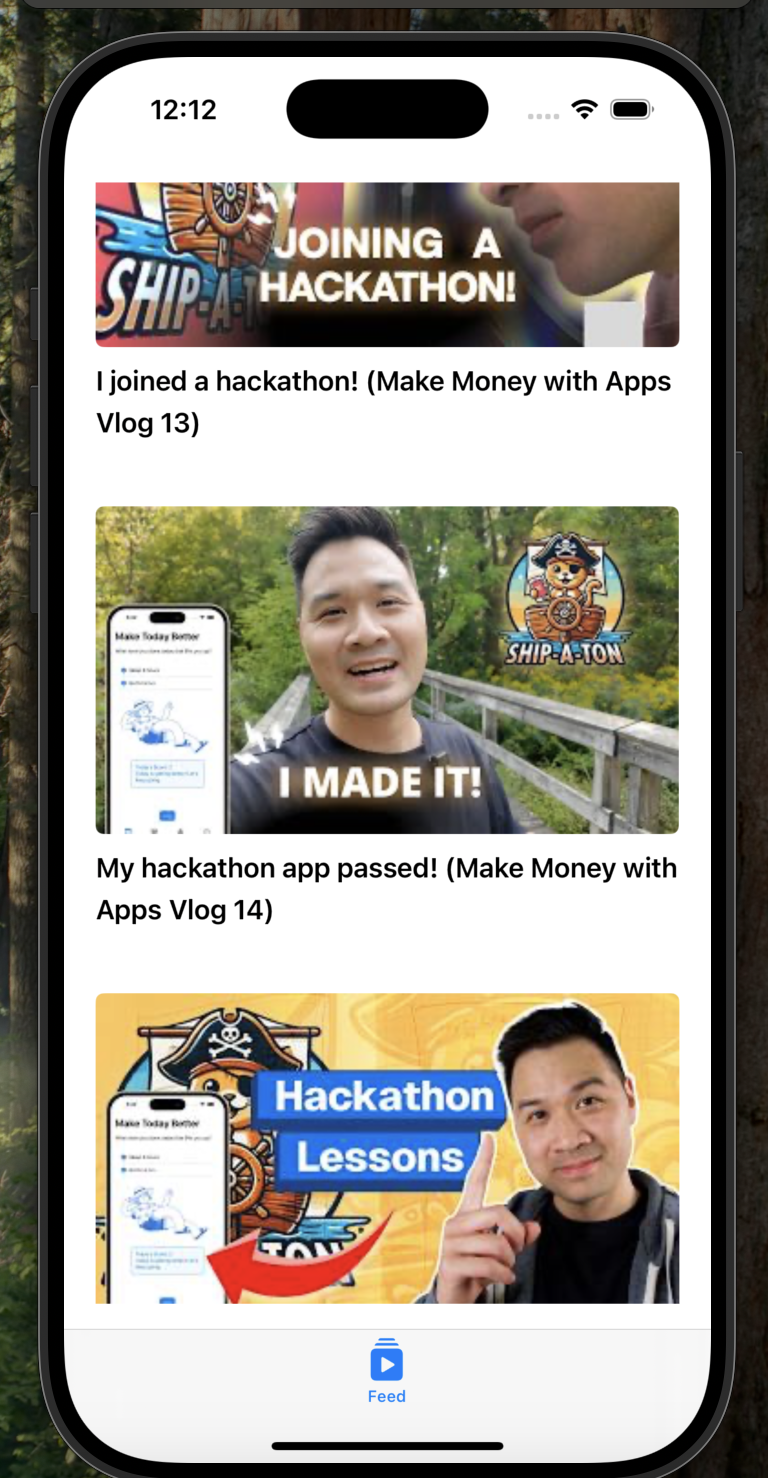 12:12
SHIP-A-T
JOINING A
HACKATHON!
I joined a hackathon! (Make Money with Apps
Vlog 13)
Make Today Better
SHIP-A-TON
I MADE IT!
My hackathon app passed! (Make Money with
Apps Vlog 14)
Hackathon
Lessons
Make Today Better
TON
Feed